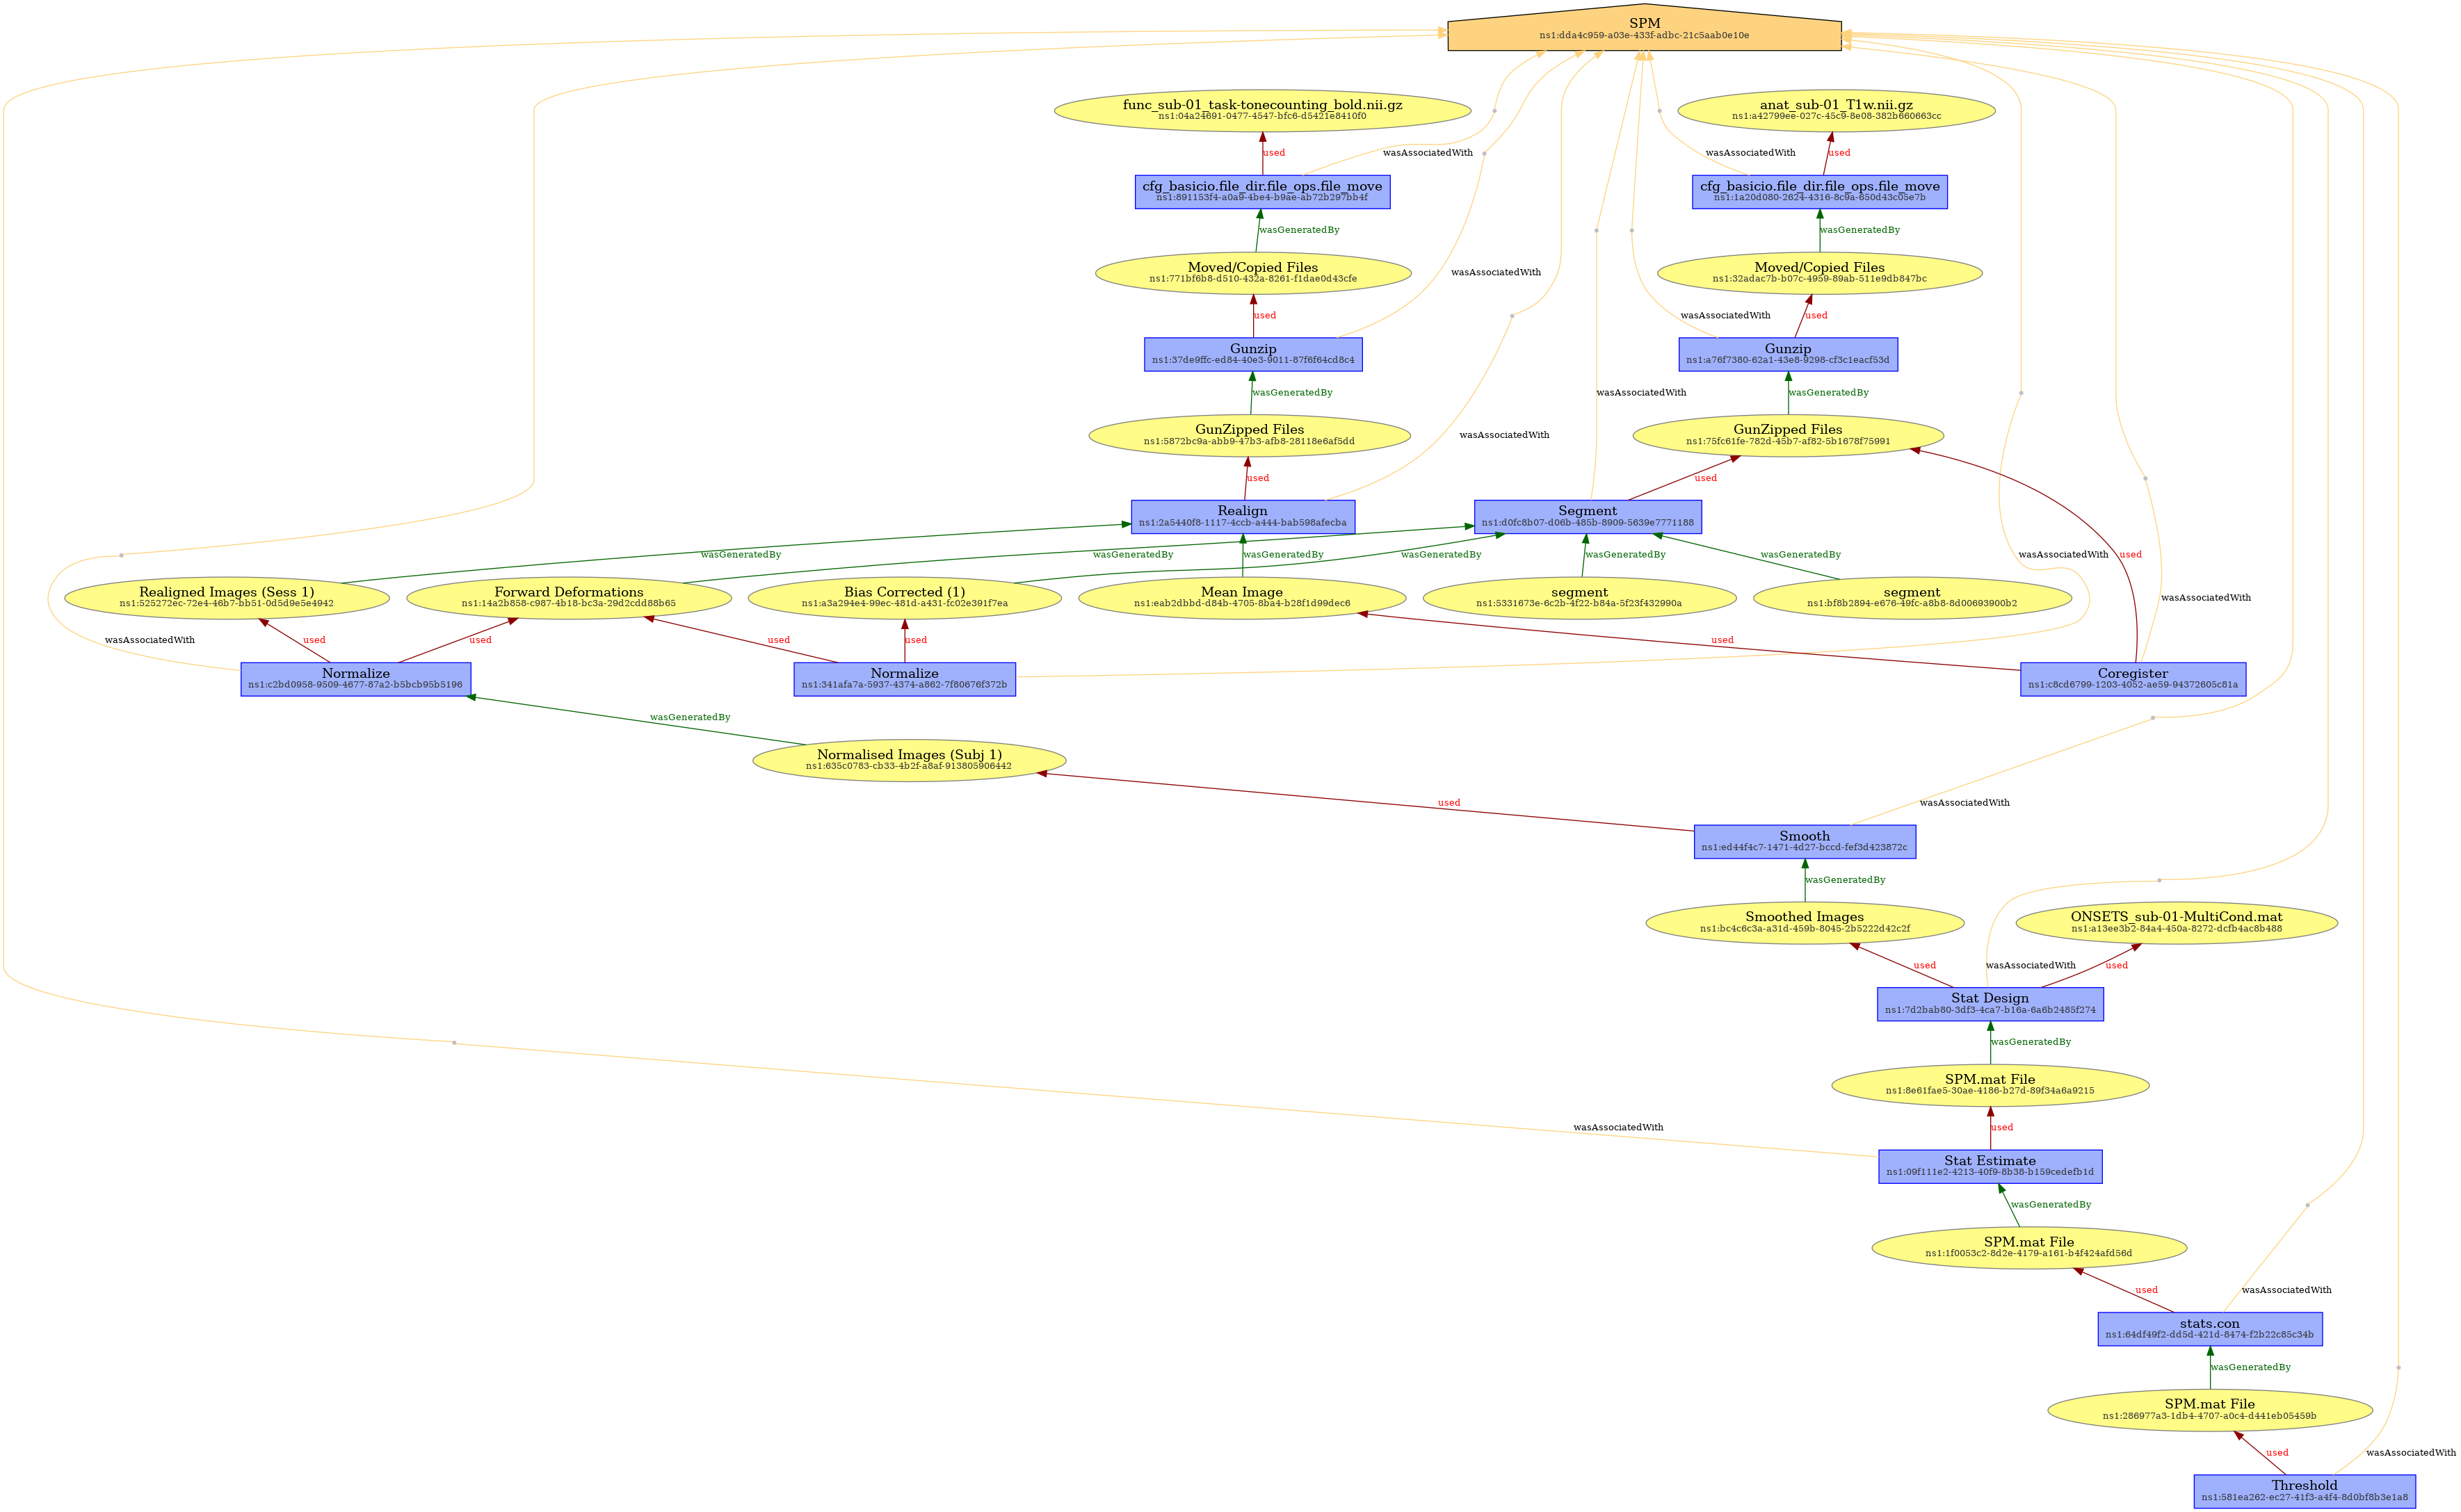 SPM
ns1:dda4c959-a03e-433f-adbc-21c5aab0e10e
func_sub-01_task-tonecounting_bold.nii.gz
ns1:04a24691-0477-4547-bfc6-d5421e8410f0
anat_sub-01_T1w.nii.gz
ns1:a42799ee-027c-45c9-8e08-382b660663cc
used
wasAssociatedWith
wasAssociatedWith
used
cfg_basicio.file_dir.file_ops.file_move
ns1:891153f4-a0a9-4be4-b9ae-ab72b297bb4f
cfg_basicio.file_dir.file_ops.file_move
ns1:1a20d080-2624-4316-8c9a-650d43c05e7b
wasGeneratedBy
wasGeneratedBy
Moved/Copied Files
ns1:771bf6b8-d510-432a-8261-f1dae0d43cfe
wasAssociatedWith
Moved/Copied Files
ns1:32adac7b-b07c-4959-89ab-511e9db847bc
used
wasAssociatedWith
used
Gunzip
ns1:37de9ffc-ed84-40e3-9011-87f6f64cd8c4
Gunzip
ns1:a76f7380-62a1-43e8-9298-cf3c1eacf53d
wasGeneratedBy
wasAssociatedWith
wasGeneratedBy
GunZipped Files
ns1:5872bc9a-abb9-47b3-afb8-28118e6af5dd
wasAssociatedWith
GunZipped Files
ns1:75fc61fe-782d-45b7-af82-5b1678f75991
used
used
Realign
ns1:2a5440f8-1117-4ccb-a444-bab598afecba
Segment
ns1:d0fc8b07-d06b-485b-8909-5639e7771188
wasGeneratedBy
wasGeneratedBy
wasGeneratedBy
wasGeneratedBy
wasGeneratedBy
wasGeneratedBy
wasAssociatedWith
used
Realigned Images (Sess 1)
ns1:525272ec-72e4-46b7-bb51-0d5d9e5e4942
Forward Deformations
ns1:14a2b858-c987-4b18-bc3a-29d2cdd88b65
Bias Corrected (1)
ns1:a3a294e4-99ec-481d-a431-fc02e391f7ea
Mean Image
ns1:eab2dbbd-d84b-4705-8ba4-b28f1d99dec6
segment
ns1:5331673e-6c2b-4f22-b84a-5f23f432990a
segment
ns1:bf8b2894-e676-49fc-a8b8-8d00693900b2
wasAssociatedWith
wasAssociatedWith
used
used
used
used
used
Normalize
ns1:c2bd0958-9509-4677-87a2-b5bcb95b5196
Normalize
ns1:341afa7a-5937-4374-a862-7f80676f372b
Coregister
ns1:c8cd6799-1203-4052-ae59-94372605c81a
wasGeneratedBy
Normalised Images (Subj 1)
ns1:635c0783-cb33-4b2f-a8af-913805906442
used
wasAssociatedWith
Smooth
ns1:ed44f4c7-1471-4d27-bccd-fef3d423872c
wasGeneratedBy
Smoothed Images
ns1:bc4c6c3a-a31d-459b-8045-2b5222d42c2f
ONSETS_sub-01-MultiCond.mat
ns1:a13ee3b2-84a4-450a-8272-dcfb4ac8b488
used
wasAssociatedWith
used
Stat Design
ns1:7d2bab80-3df3-4ca7-b16a-6a6b2485f274
wasGeneratedBy
SPM.mat File
ns1:8e61fae5-30ae-4186-b27d-89f34a6a9215
wasAssociatedWith
used
Stat Estimate
ns1:09f111e2-4213-40f9-8b38-b159cedefb1d
wasGeneratedBy
SPM.mat File
ns1:1f0053c2-8d2e-4179-a161-b4f424afd56d
used
wasAssociatedWith
stats.con
ns1:64df49f2-dd5d-421d-8474-f2b22c85c34b
wasGeneratedBy
SPM.mat File
ns1:286977a3-1db4-4707-a0c4-d441eb05459b
used
wasAssociatedWith
Threshold
ns1:581ea262-ec27-41f3-a4f4-8d0bf8b3e1a8